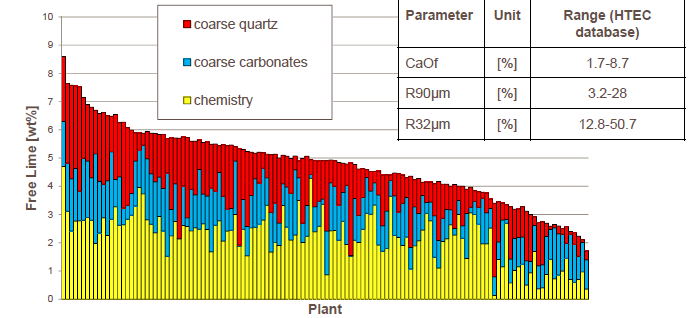 10
9
8
7
6
5
4
3
2
1
0
Free Lime [wt%]
Plant
coarse quartz
coarse carbonates
chemistry
Parameter Unit Range (HTEC
database)
CaOf [%] 1.7-8.7
R90µm [%] 3.2-28
R32µm [%] 12.8-50.7